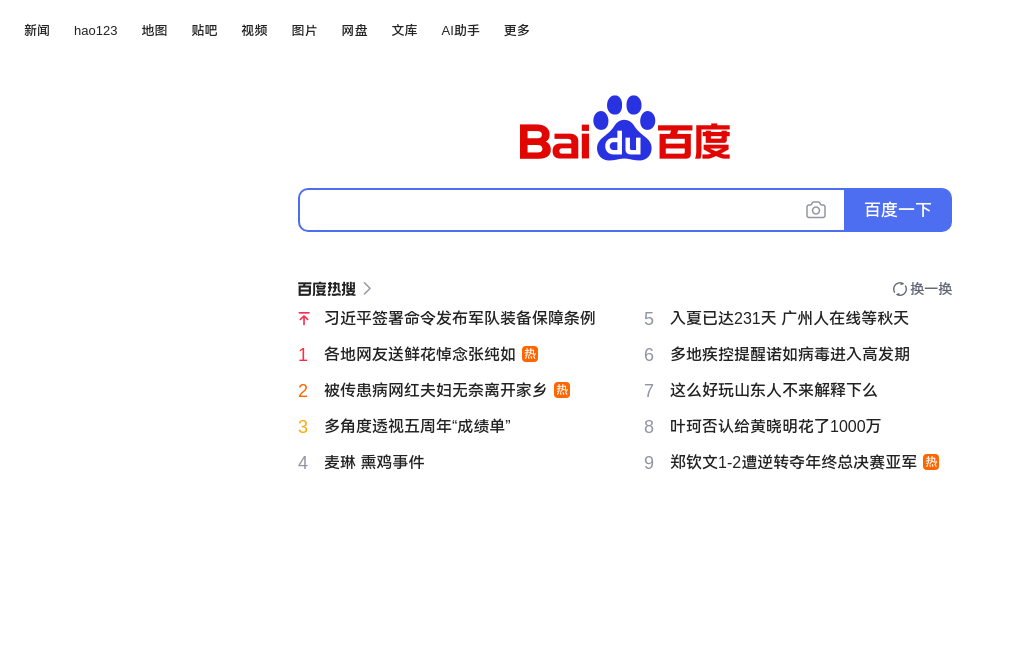 新闻 hao123 地图 贴吧 视频 图片 网盘 文库 AI助手 更多
Bai du 百度
百度一下
百度热搜
换一换
习近平签署命令发布军队装备保障条例
1 各地网友送鲜花悼念张纯如 热
2 被传患病网红夫妇无奈离开家乡 热
3 多角度透视五周年“成绩单”
4 麦琳 熏鸡事件
5 入夏已达231天 广州人在线等秋天
6 多地疾控提醒诺如病毒进入高发期
7 这么好玩山东人不来解释下么
8 叶珂否认给黄晓明花了1000万
9 郑钦文1-2遭逆转夺年终总决赛亚军 热